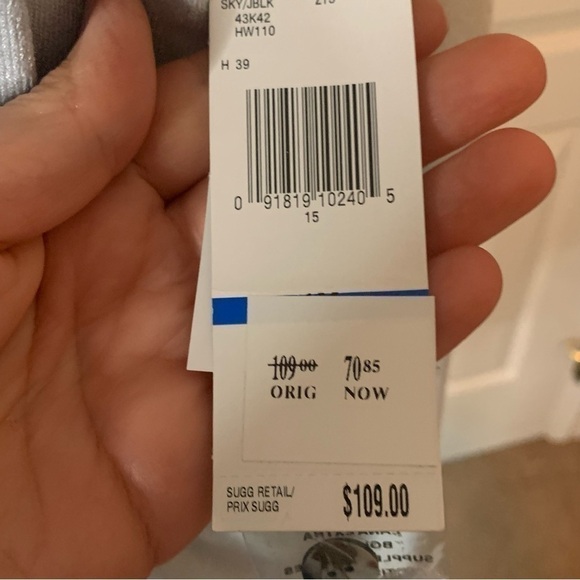 SKY/JBLK 275
43K42
HW110
H 39
0 91819 10240 5
15
109 00 70 85
ORIG NOW
SUGG RETAIL/
PRIX SUGG $109.00